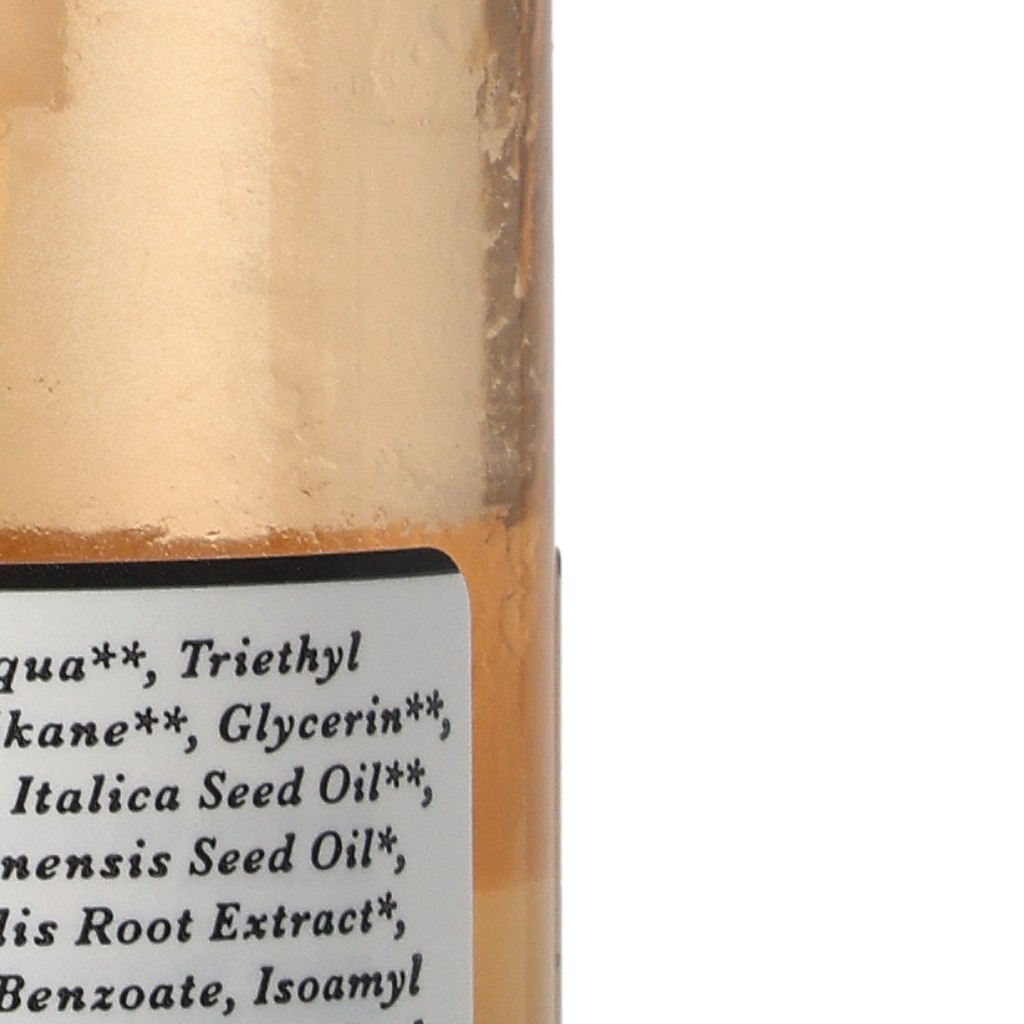 qua**, Triethyl
kane**, Glycerin**,
Italica Seed Oil**,
nensis Seed Oil*,
lis Root Extract*,
Benzoate, Isoamyl